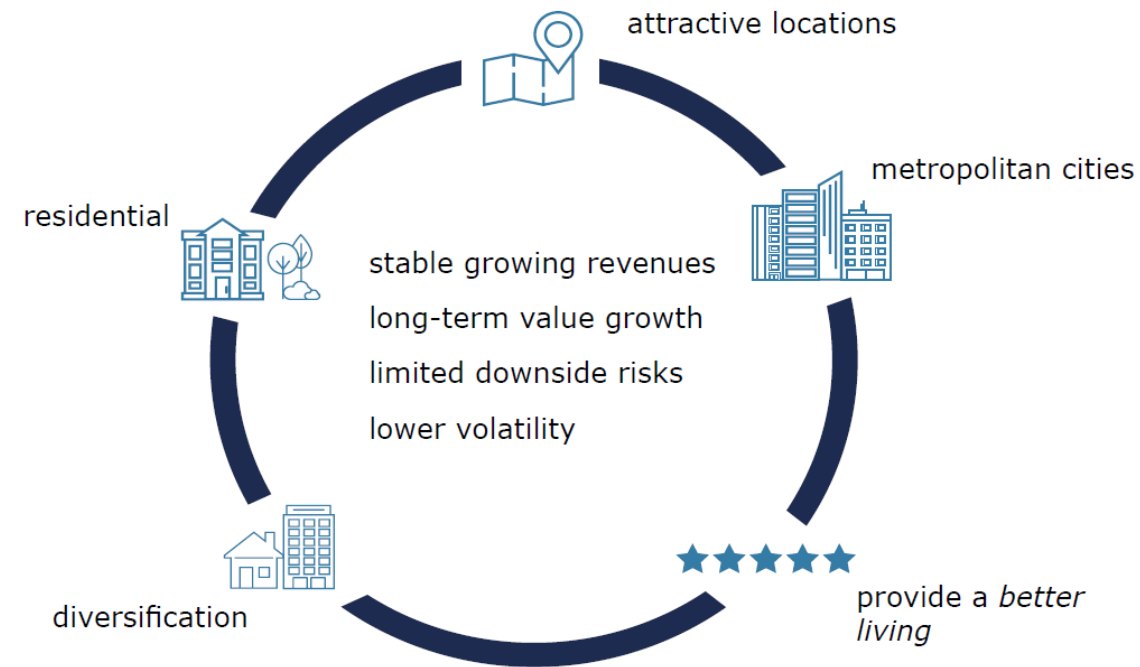 attractive locations
metropolitan cities
residential
stable growing revenues
long-term value growth
limited downside risks
lower volatility
diversification
provide a better
living